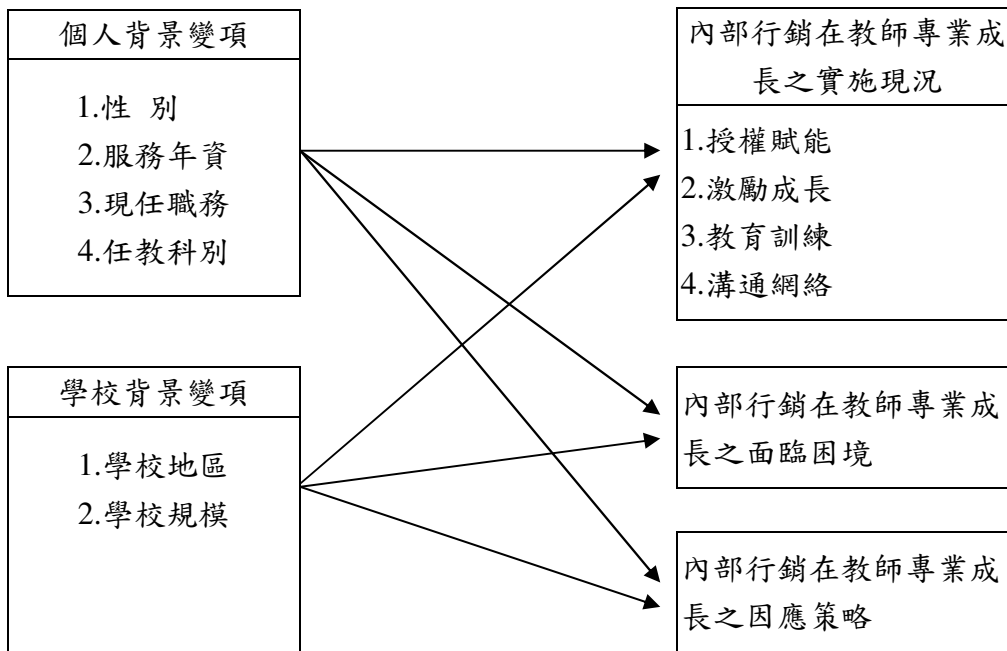 個人背景變項
1.性 別
2.服務年資
3.現任職務
4.任教科別
學校背景變項
1.學校地區
2.學校規模
內部行銷在教師專業成
長之實施現況
1.授權賦能
2.激勵成長
3.教育訓練
4.溝通網絡
內部行銷在教師專業成
長之面臨困境
內部行銷在教師專業成
長之因應策略